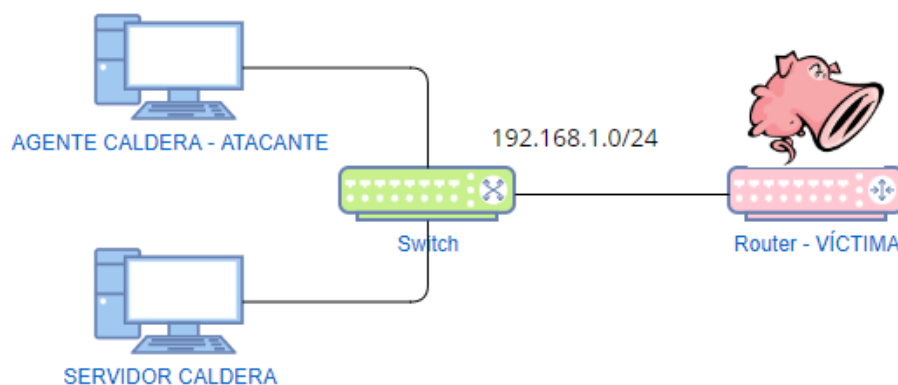 AGENTE CALDERA - ATACANTE
192.168.1.0/24
Switch
Router - VÍCTIMA
SERVIDOR CALDERA